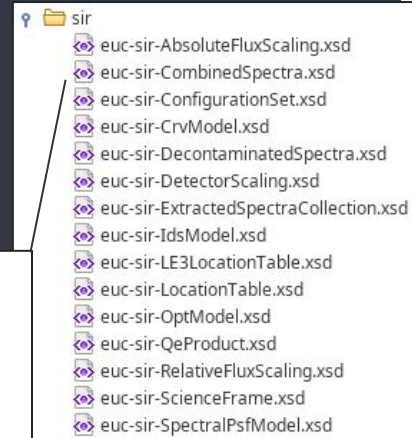 sir
euc-sir-AbsoluteFluxScaling.xsd
euc-sir-CombinedSpectra.xsd
euc-sir-ConfigurationSet.xsd
euc-sir-CrvModel.xsd
euc-sir-DecontaminatedSpectra.xsd
euc-sir-DetectorScaling.xsd
euc-sir-ExtractedSpectraCollection.xsd
euc-sir-IdsModel.xsd
euc-sir-LE3LocationTable.xsd
euc-sir-LocationTable.xsd
euc-sir-OptModel.xsd
euc-sir-QeProduct.xsd
euc-sir-RelativeFluxScaling.xsd
euc-sir-ScienceFrame.xsd
euc-sir-SpectralPsfModel.xsd